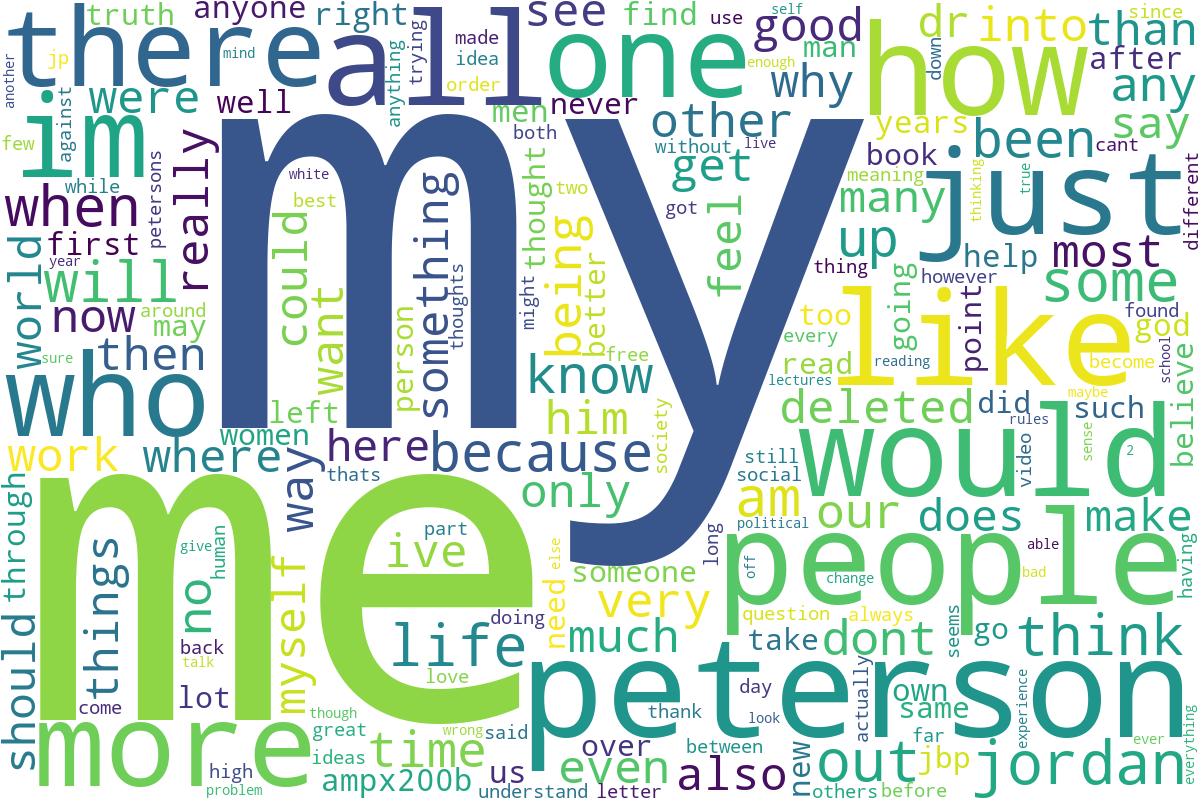 truth
people
right
see
find
use
good
dr
into
than
since
self
another
jp
mind
there
all
trying
made
idea
order
one
enough
why
man
how
down
after
any
against
were
well
anything
men
never
other
years
say
few
im
really
both
without
live
been
cant
while
petersons
my
white
best
thought
two
get
book
meaning
thinking
true
different
when
first
just
many
got
feel
up
help
most
world
year
will
could
something
being
better
thing
going
however
some
now
around
may
want
thoughts
might
free
too
every
point
found
god
sure
then
person
know
read
reading
like
become
school
who
left
him
society
lectures
deleted
did
maybe
such
rules
believe
work
where
women
here
because
way
thats
only
still
social
am
would
video
sense
2
through
me
part
ive
long
political
our
does
make
should
things
give
human
no
myself
need
else
someone
off
change
able
bad
having
come
back
talk
lot
life
love
doing
very
much
question
always
take
dont
seems
go
think
more
though
great
ideas
wrong
time
said
peterson
thank
day
look
actually
own
same
experience
everything
high
problem
ampx200b
us
understand
over
even
letter
also
between
new
out
others
far
jbp
before
jordan
ever